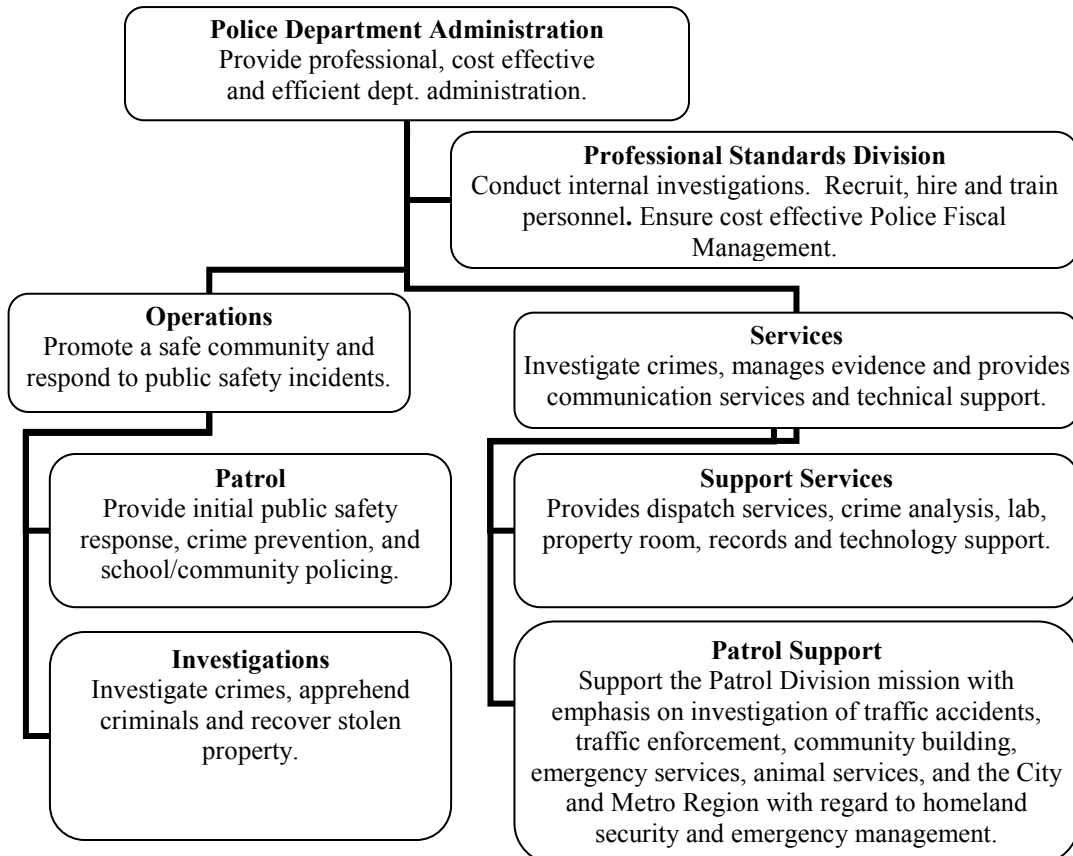 Police Department Administration
Provide professional, cost effective
and efficient dept. administration.
Professional Standards Division
Conduct internal investigations.  Recruit, hire and train
personnel. Ensure cost effective Police Fiscal
Management.
Operations
Promote a safe community and
respond to public safety incidents.
Services
Investigate crimes, manages evidence and provides
communication services and technical support.
Patrol
Provide initial public safety
response, crime prevention, and
school/community policing.
Support Services
Provides dispatch services, crime analysis, lab,
property room, records and technology support.
Investigations
Investigate crimes, apprehend
criminals and recover stolen
property.
Patrol Support
Support the Patrol Division mission with
emphasis on investigation of traffic accidents,
traffic enforcement, community building,
emergency services, animal services, and the City
and Metro Region with regard to homeland
security and emergency management.